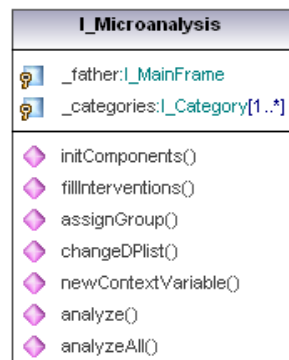 I_Microanalysis
_father:I_MainFrame
_categories:I_Category[1..*]
initComponents()
fillInterventions()
assignGroup()
changeDPlist()
newContextVariable()
analyze()
analyzeAll()